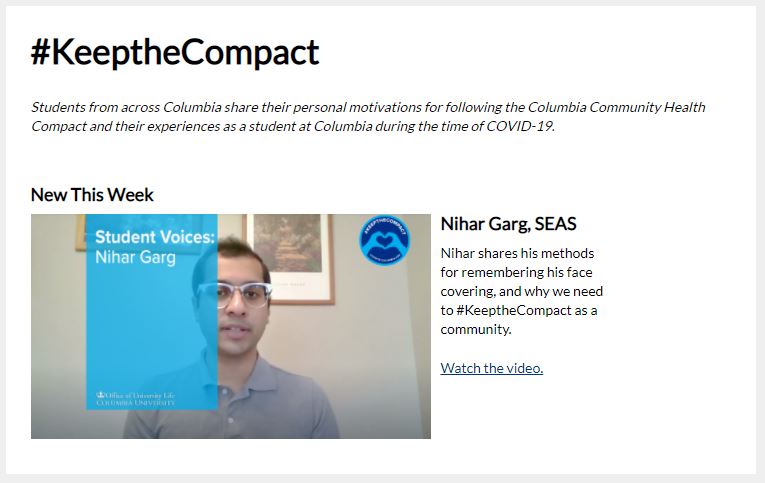 #KeeptheCompact
Students from across Columbia share their personal motivations for following the Columbia Community Health
Compact and their experiences as a student at Columbia during the time of COVID-19.
New This Week
Student Voices:
Nihar Garg
Office of University Life
COLUMBIA UNIVERSITY
#KEEPTHECOMPACT
Nihar Garg, SEAS
Nihar shares his methods
for remembering his face
covering, and why we need
to #KeeptheCompact as a
community.
Watch the video.